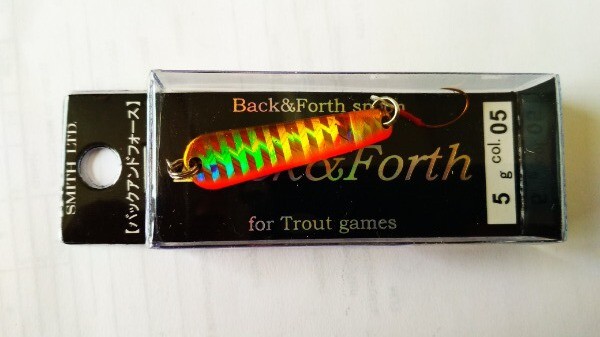 SMITH LTD.
【バックアンドフォース】
Back&Forth
&Forth
for Trout games
5 g col. 05